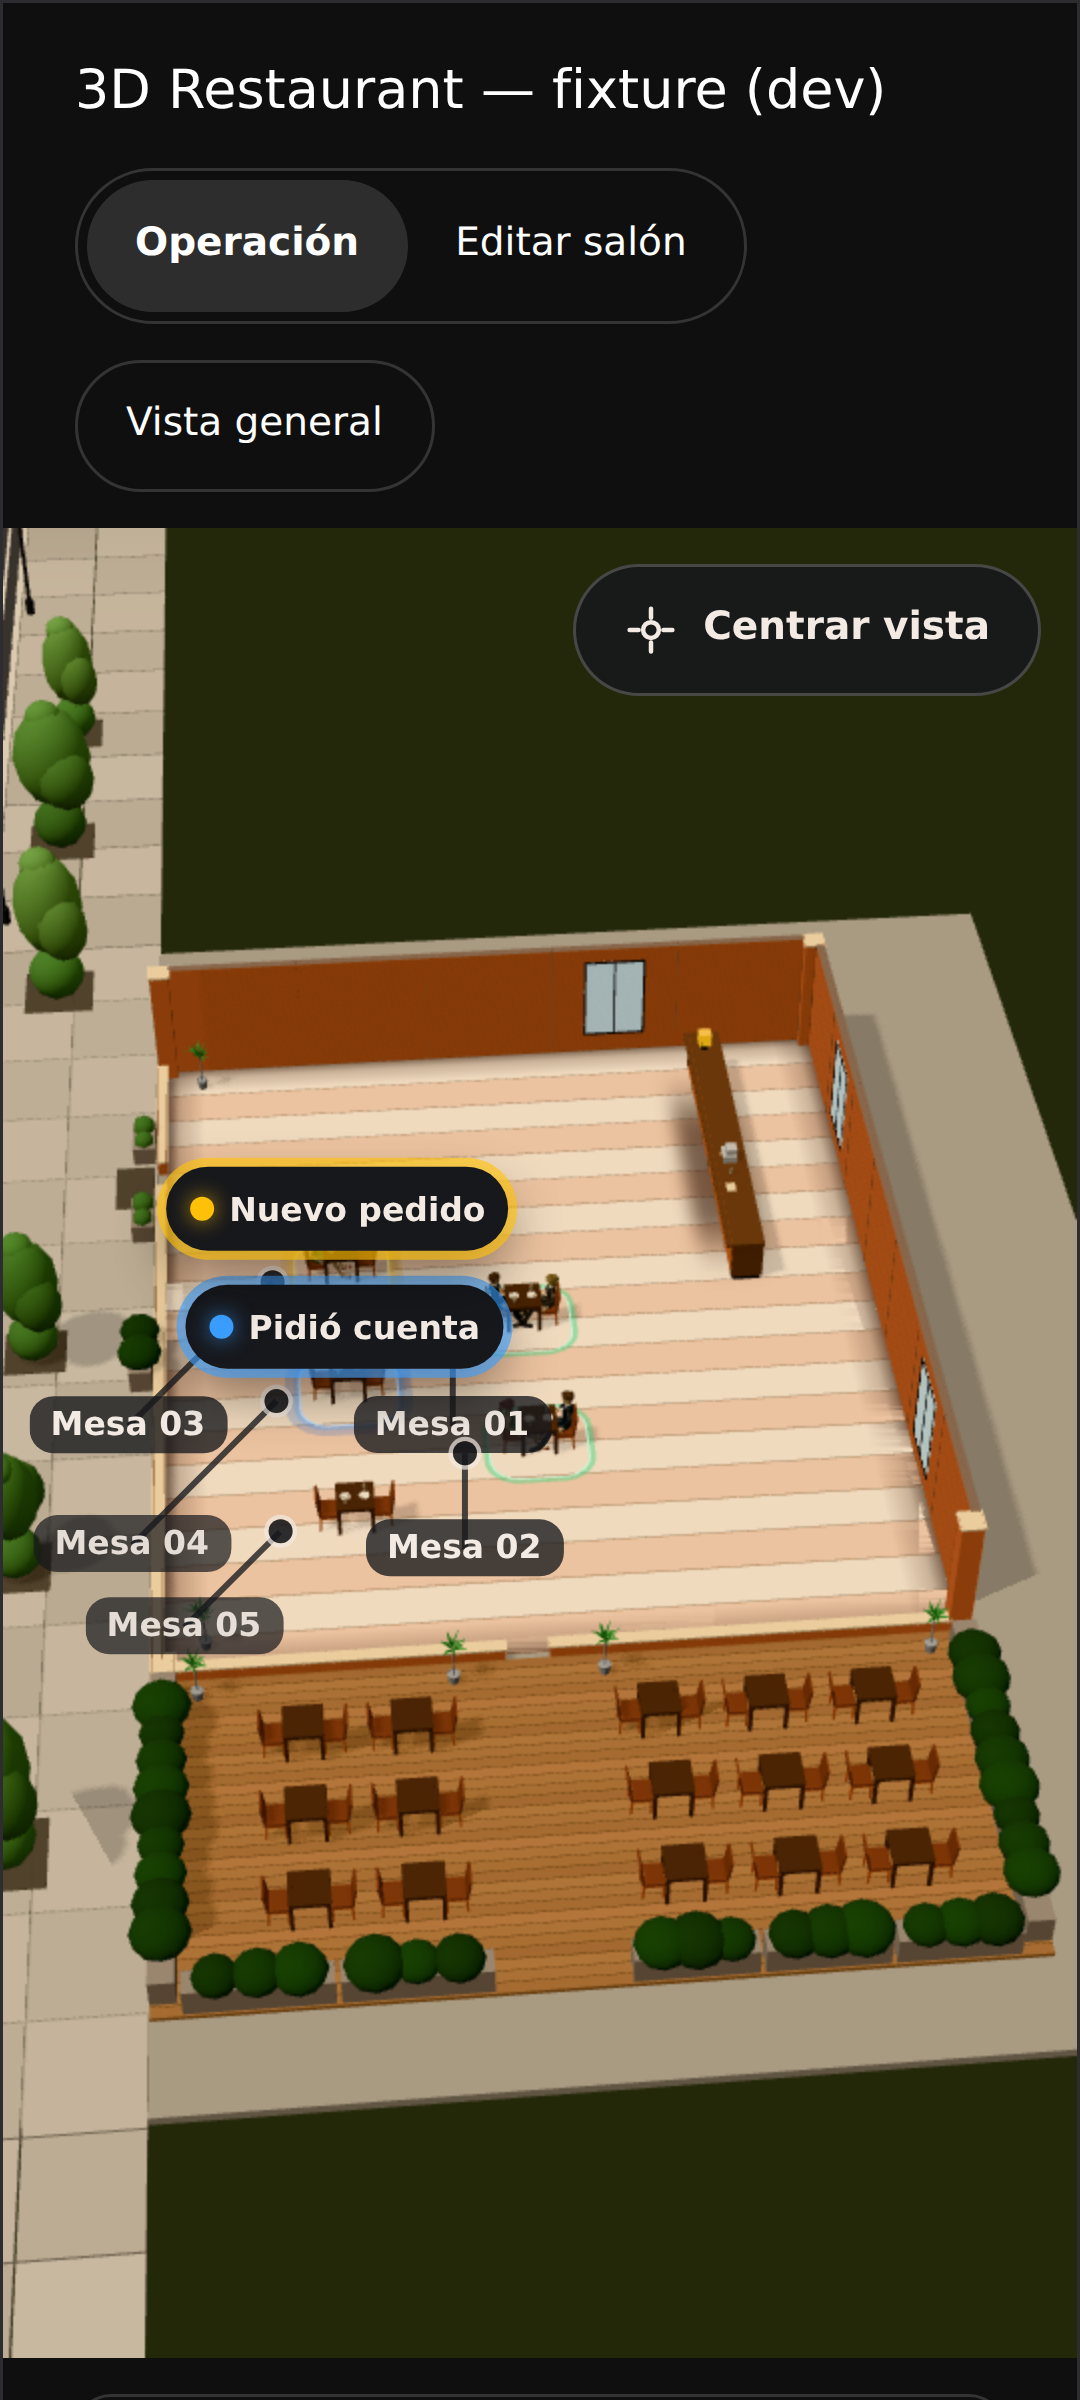 3D Restaurant — fixture (dev)
Operación
Editar salón
Vista general
Centrar vista
Nuevo pedido
Pidió cuenta
Mesa 03
Mesa 01
Mesa 04
Mesa 02
Mesa 05